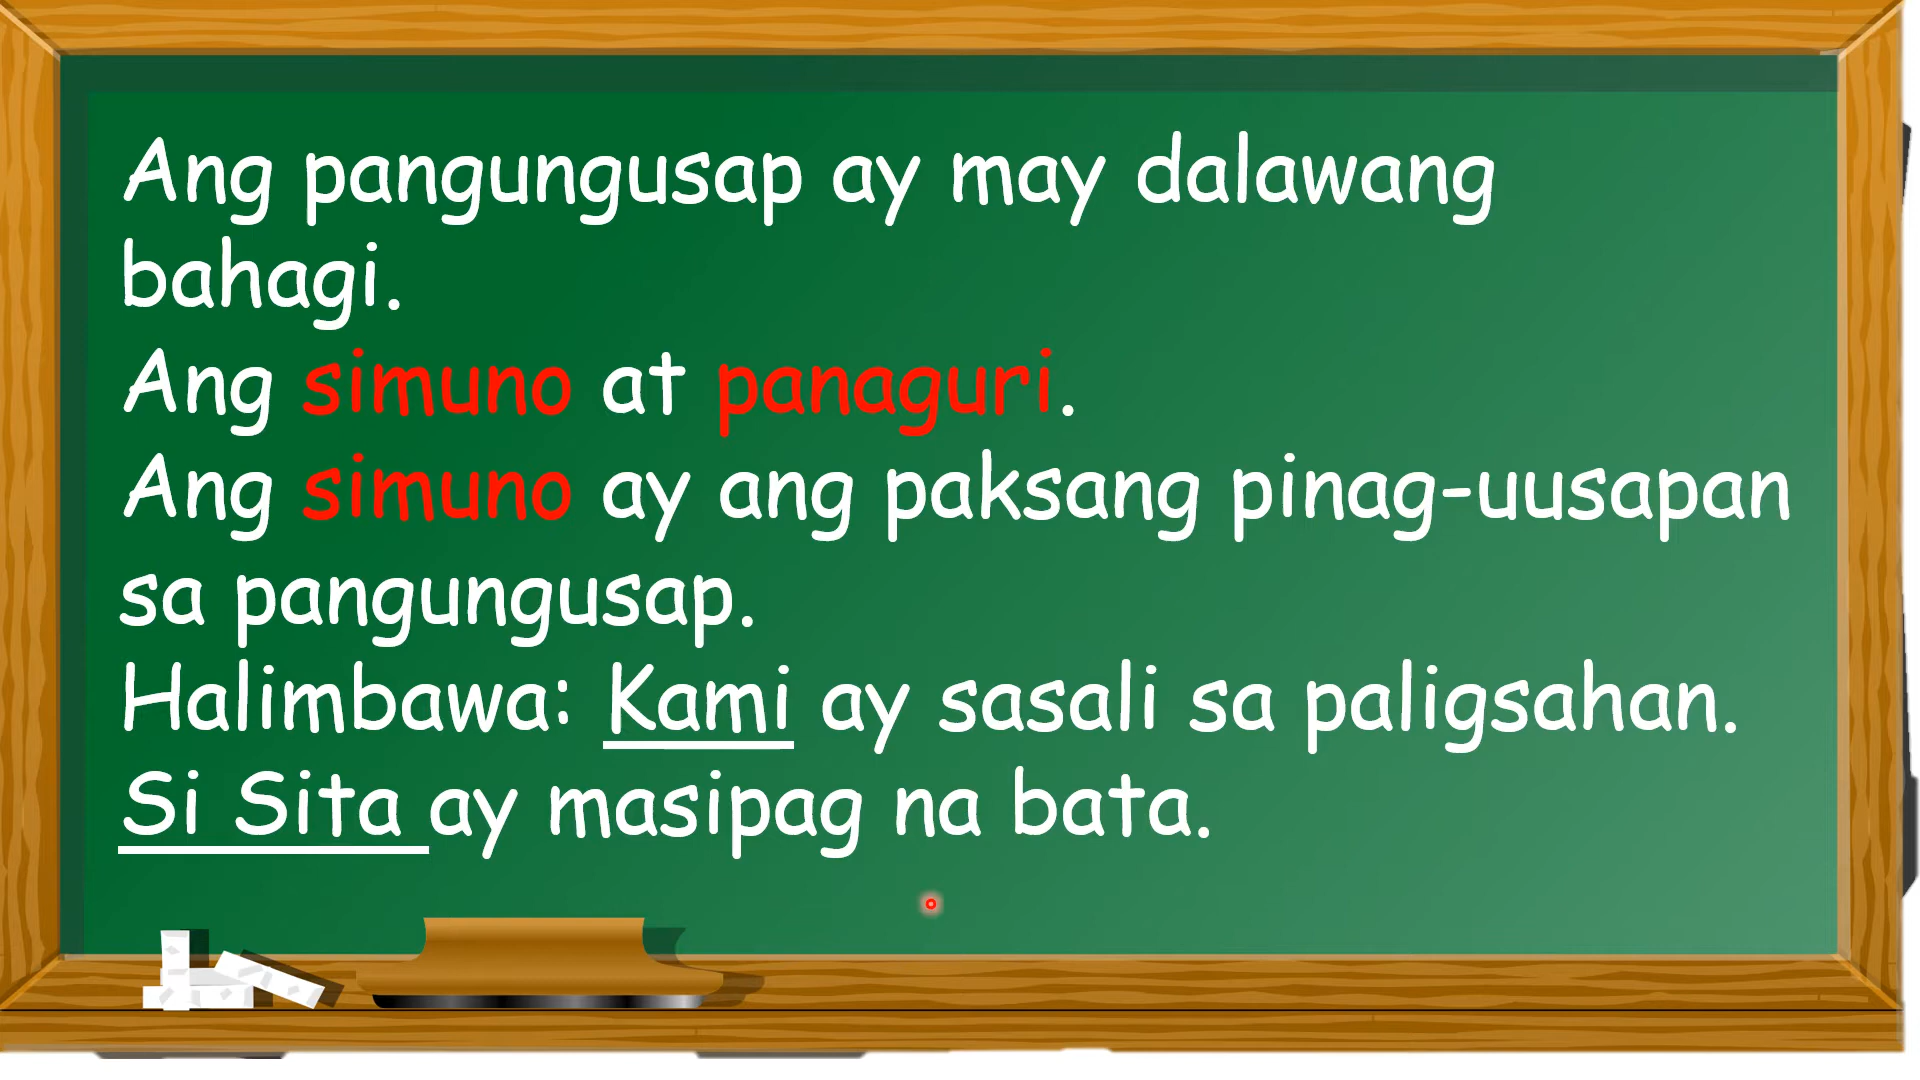 Ang pangungusap ay may dalawang
bahagi.
Ang simuno at panaguri.
Ang simuno ay ang paksang pinag-uusapan
sa pangungusap.
Halimbawa: Kami ay sasali sa paligsahan.
Si Sita ay masipag na bata.